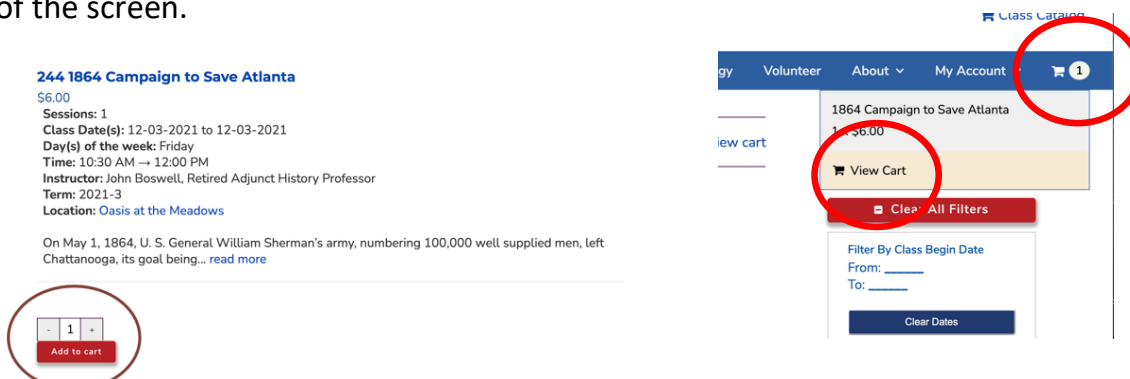 of the screen.
244 1864 Campaign to Save Atlanta
$6.00
Sessions: 1
Class Date(s): 12-03-2021 to 12-03-2021
Day(s) of the week: Friday
Time: 10:30 AM → 12:00 PM
Instructor: John Boswell, Retired Adjunct History Professor
Term: 2021-3
Location: Oasis at the Meadows
On May 1, 1864, U. S. General William Sherman's army, numbering 100,000 well supplied men, left
Chattanooga, its goal being... read more
- 1 +
Add to cart
Class Catalog
gy Volunteer About My Account 1
1864 Campaign to Save Atlanta
1 $6.00
iew cart
View Cart
Clear All Filters
Filter By Class Begin Date
From: ______
To: ______
Clear Dates